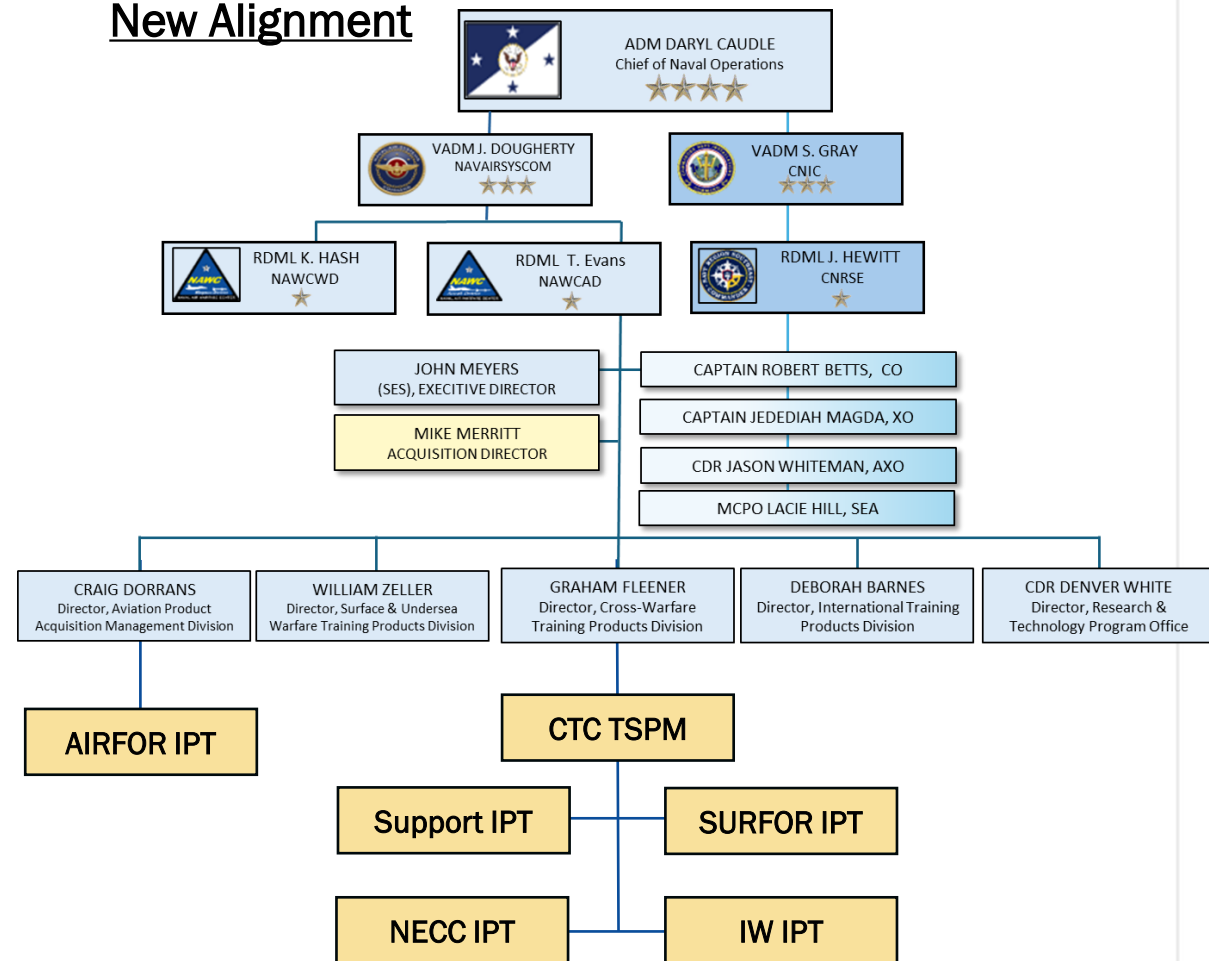 New Alignment
ADM DARYL CAUDLE
Chief of Naval Operations
VADM J. DOUGHERTY
NAVAIRSYSCOM
VADM S. GRAY
CNIC
RDML K. HASH
NAWCWD
RDML T. Evans
NAWCAD
RDML J. HEWITT
CNRSE
NAWC
NAWC
JOHN MEYERS
(SES), EXECITIVE DIRECTOR
MIKE MERRITT
ACQUISITION DIRECTOR
CAPTAIN ROBERT BETTS, CO
CAPTAIN JEDEDIAH MAGDA, XO
CDR JASON WHITEMAN, AXO
MCPO LACIE HILL, SEA
CRAIG DORRANS
Director, Aviation Product
Acquisition Management Division
WILLIAM ZELLER
Director, Surface & Undersea
Warfare Training Products Division
GRAHAM FLEENER
Director, Cross-Warfare
Training Products Division
DEBORAH BARNES
Director, International Training
Products Division
CDR DENVER WHITE
Director, Research &
Technology Program Office
AIRFOR IPT
CTC TSPM
Support IPT
SURFOR IPT
NECC IPT
IW IPT